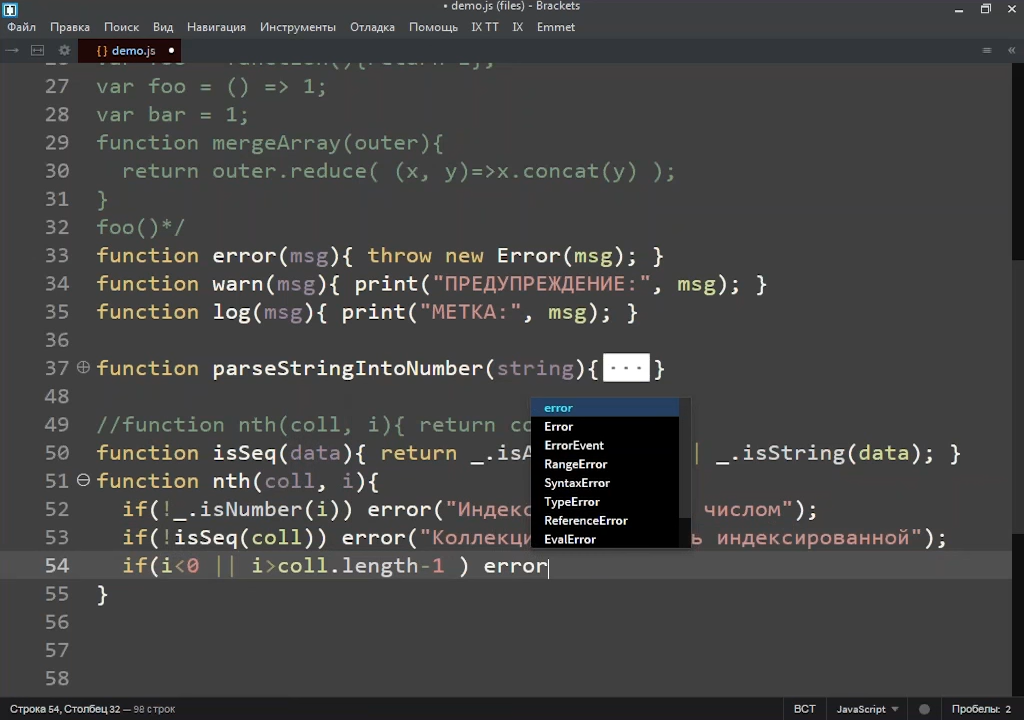 • demo.js (files) - Brackets
Файл Правка Поиск Вид Навигация Инструменты Отладка Помощь IX TT IX Emmet
{} demo.js •
27 var foo = () => 1;
28 var bar = 1;
29 function mergeArray(outer){
30 return outer.reduce( (x, y)=>x.concat(y) );
31 }
32 foo()*/
33 function error(msg){ throw new Error(msg); }
34 function warn(msg){ print("ПРЕДУПРЕЖДЕНИЕ:", msg); }
35 function log(msg){ print("МЕТКА:", msg); }
36
37 function parseStringIntoNumber(string){...}
48
49 //function nth(coll, i){ return
50 function isSeq(data){ return | _.isString(data); }
51 function nth(coll, i){
52 if(!_.isNumber(i)) error(" числом");
53 if(!isSeq(coll)) error(" индексированной");
54 if(i<0 || i>coll.length-1 ) error
55 }
56
57
58
error
Error
ErrorEvent
RangeError
SyntaxError
TypeError
ReferenceError
EvalError
Строка 54, Столбец 32 — 98 строк ВСТ JavaScript Пробелы: 2